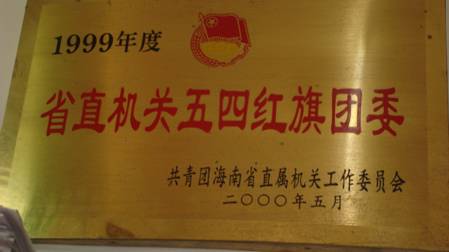 1999年度
省直机关五四红旗团委
共青团海南省直属机关工作委员会
二〇〇〇年五月